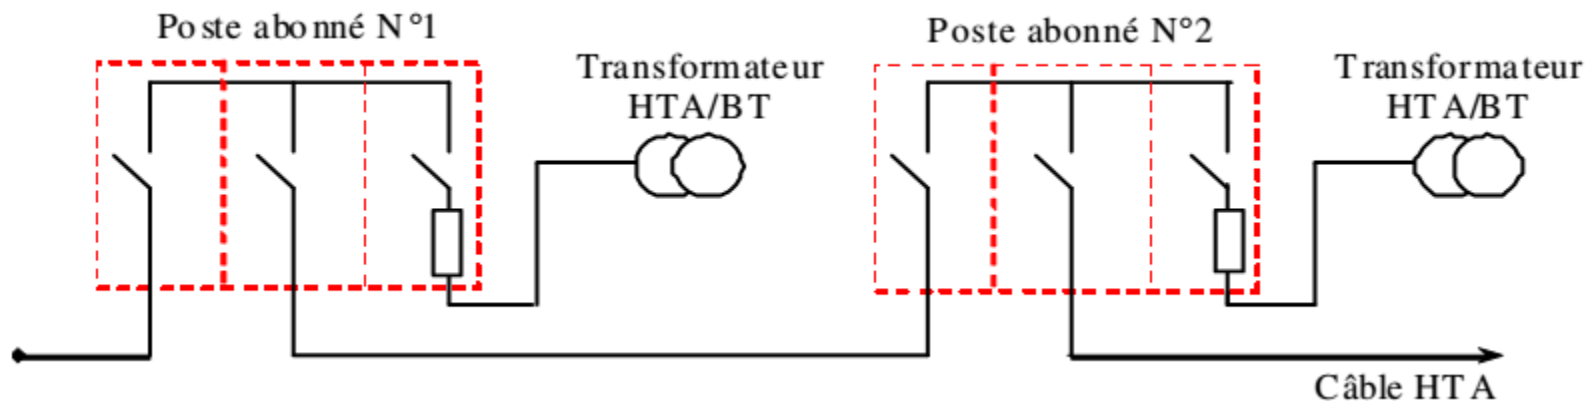 Poste abonné N°1
Poste abonné N°2
Transformateur
HTA/BT
Transformateur
HTA/BT
Câble HTA